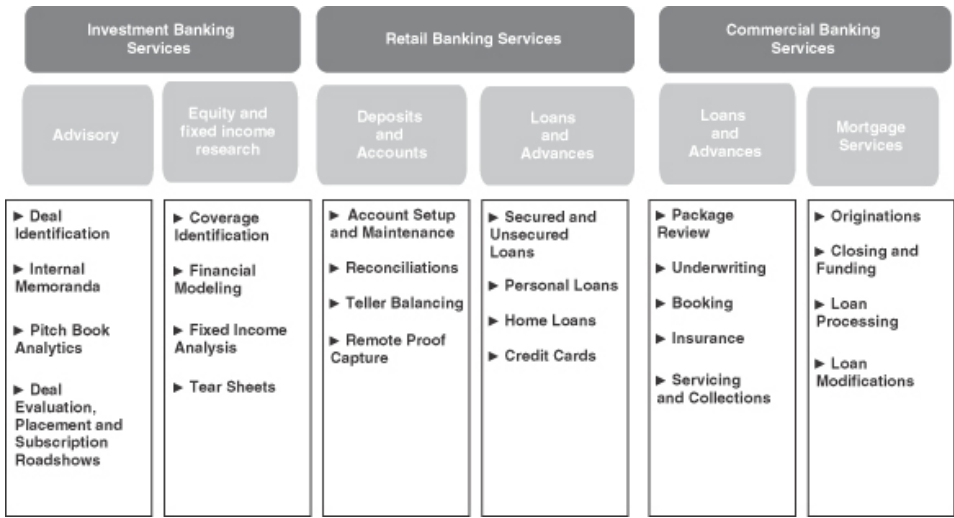 Investment Banking
Services
Retail Banking Services
Commercial Banking
Services
Advisory
Equity and
fixed income
research
Deposits
and
Accounts
Loans
and
Advances
Loans
and
Advances
Mortgage
Services
► Deal
Identification
► Internal
Memoranda
► Pitch Book
Analytics
► Deal
Evaluation,
Placement and
Subscription
Roadshows
► Coverage
Identification
► Financial
Modeling
► Fixed Income
Analysis
► Tear Sheets
► Account Setup
and Maintenance
► Reconciliations
► Teller Balancing
► Remote Proof
Capture
► Secured and
Unsecured
Loans
► Personal Loans
► Home Loans
► Credit Cards
► Package
Review
► Underwriting
► Booking
► Insurance
► Servicing
and Collections
► Originations
► Closing and
Funding
► Loan
Processing
► Loan
Modifications